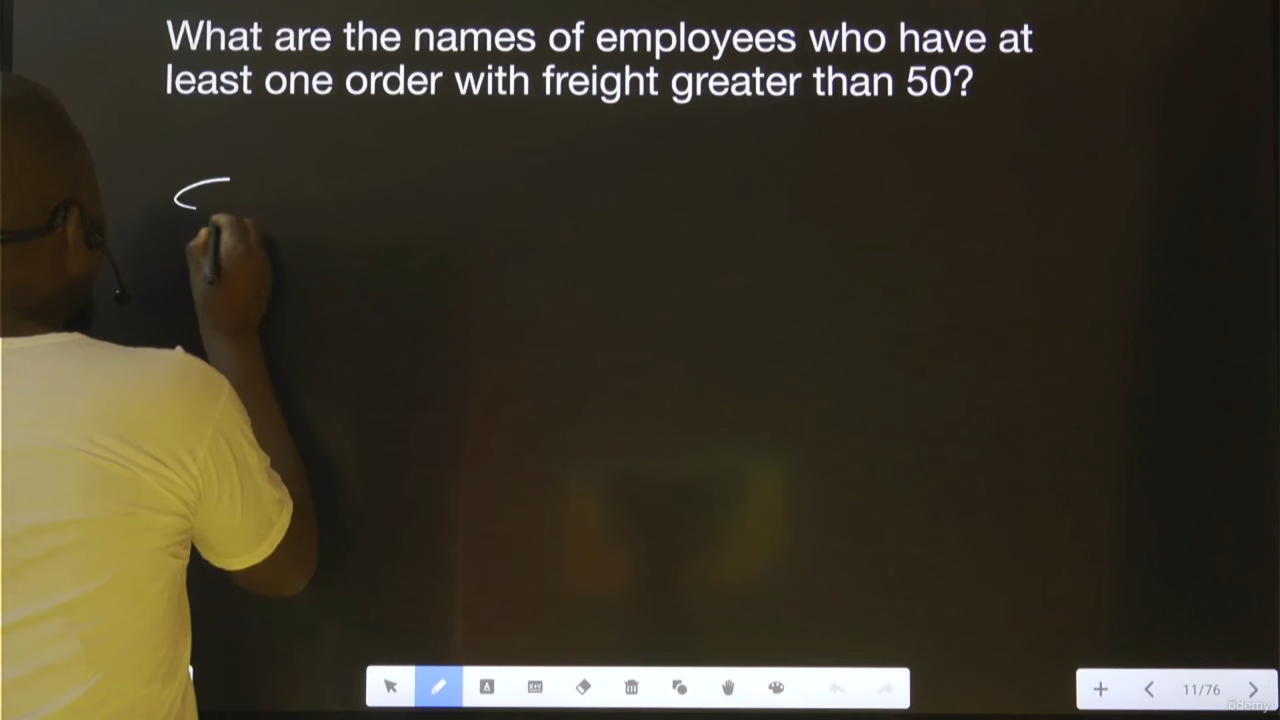 What are the names of employees who have at
least one order with freight greater than 50?
11/76
ûdemy